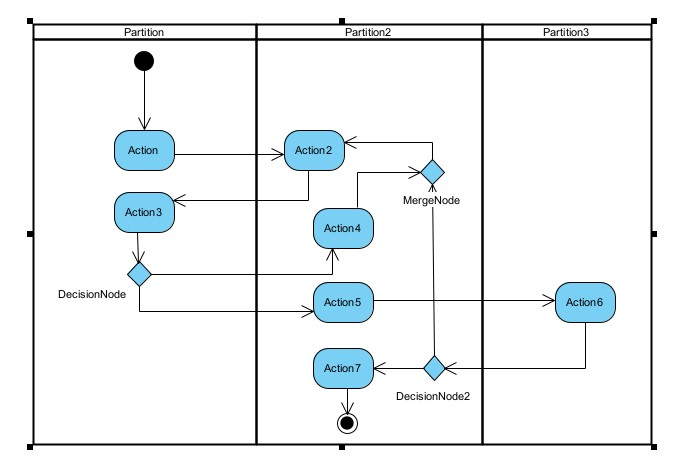 Partition
Partition2
Partition3
Action
Action2
MergeNode
Action3
Action4
DecisionNode
Action5
Action6
Action7
DecisionNode2